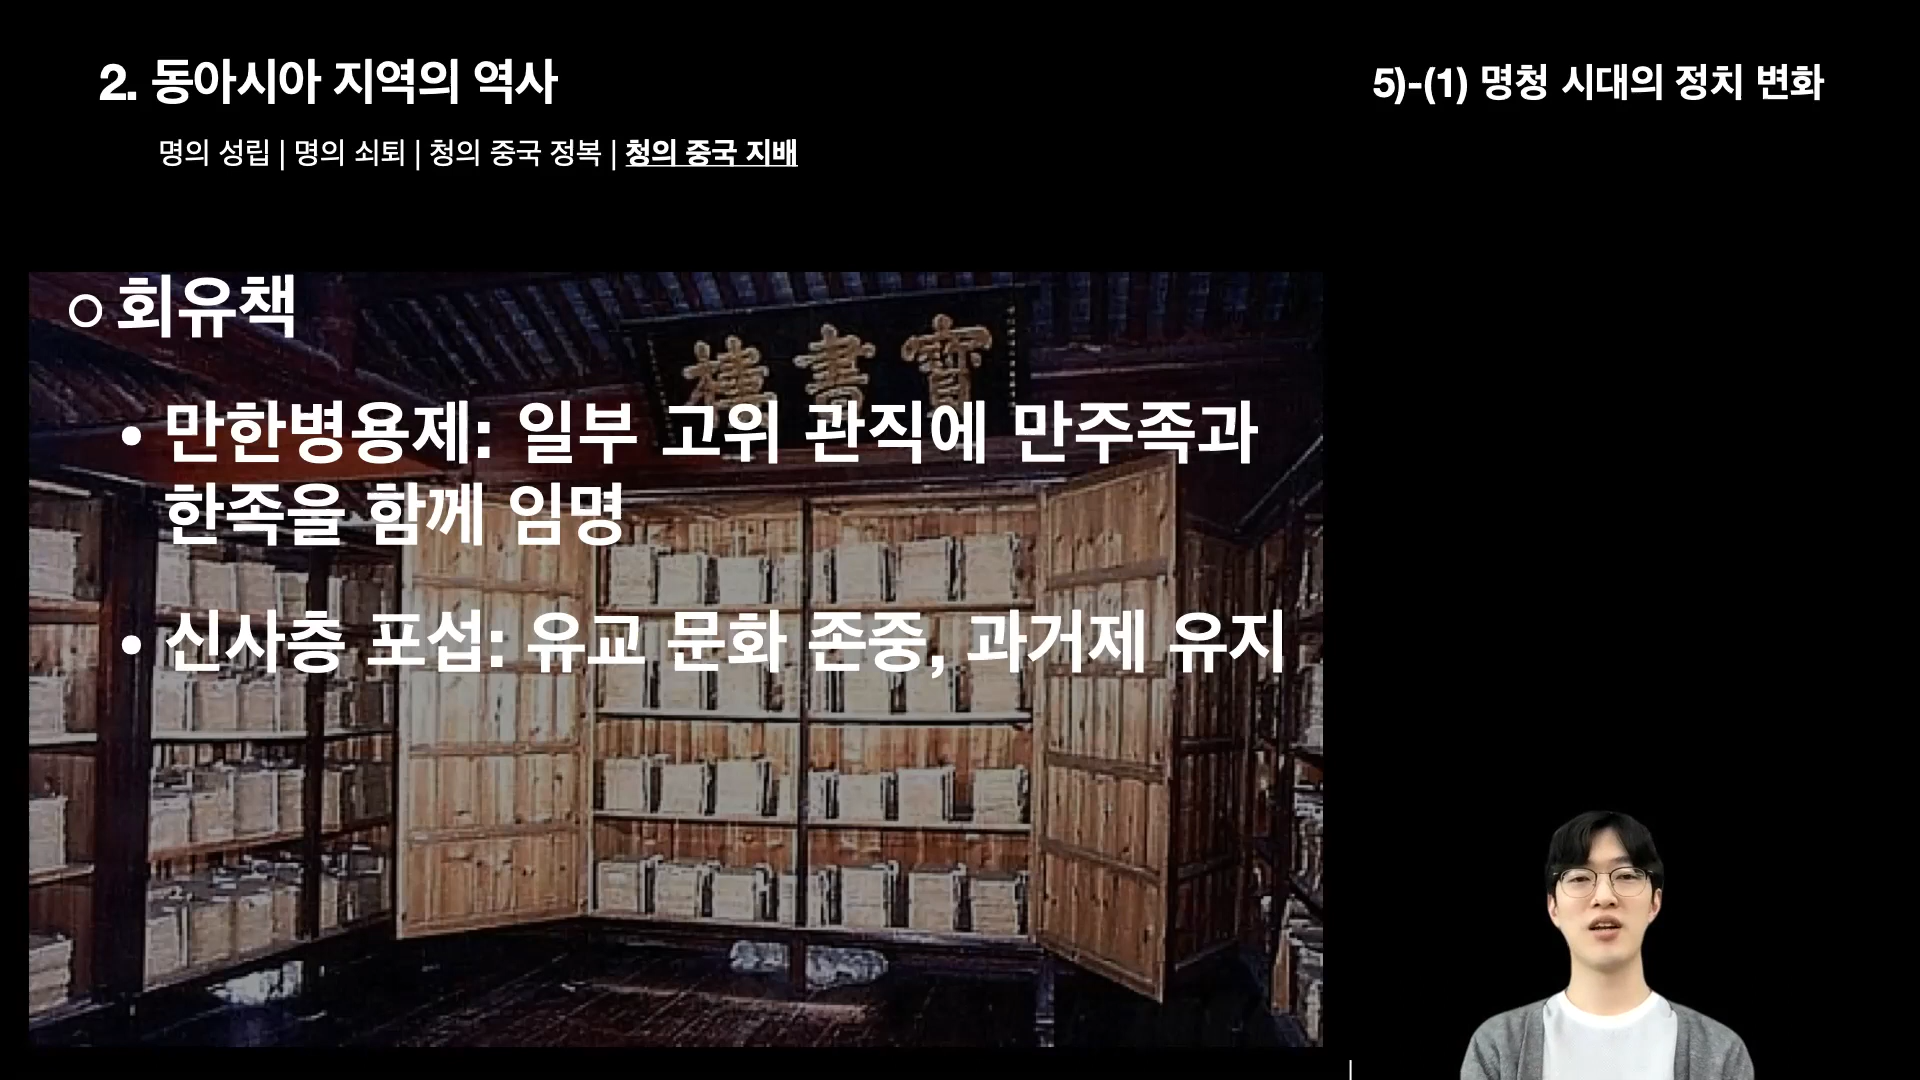 2. 동아시아 지역의 역사
5)-(1) 명청 시대의 정치 변화
명의 성립 | 명의 쇠퇴 | 청의 중국 정복 | 청의 중국 지배
○ 회유책
• 만한병용제: 일부 고위 관직에 만주족과
한족을 함께 임명
• 신사층 포섭: 유교 문화 존중, 과거제 유지
樓書寶